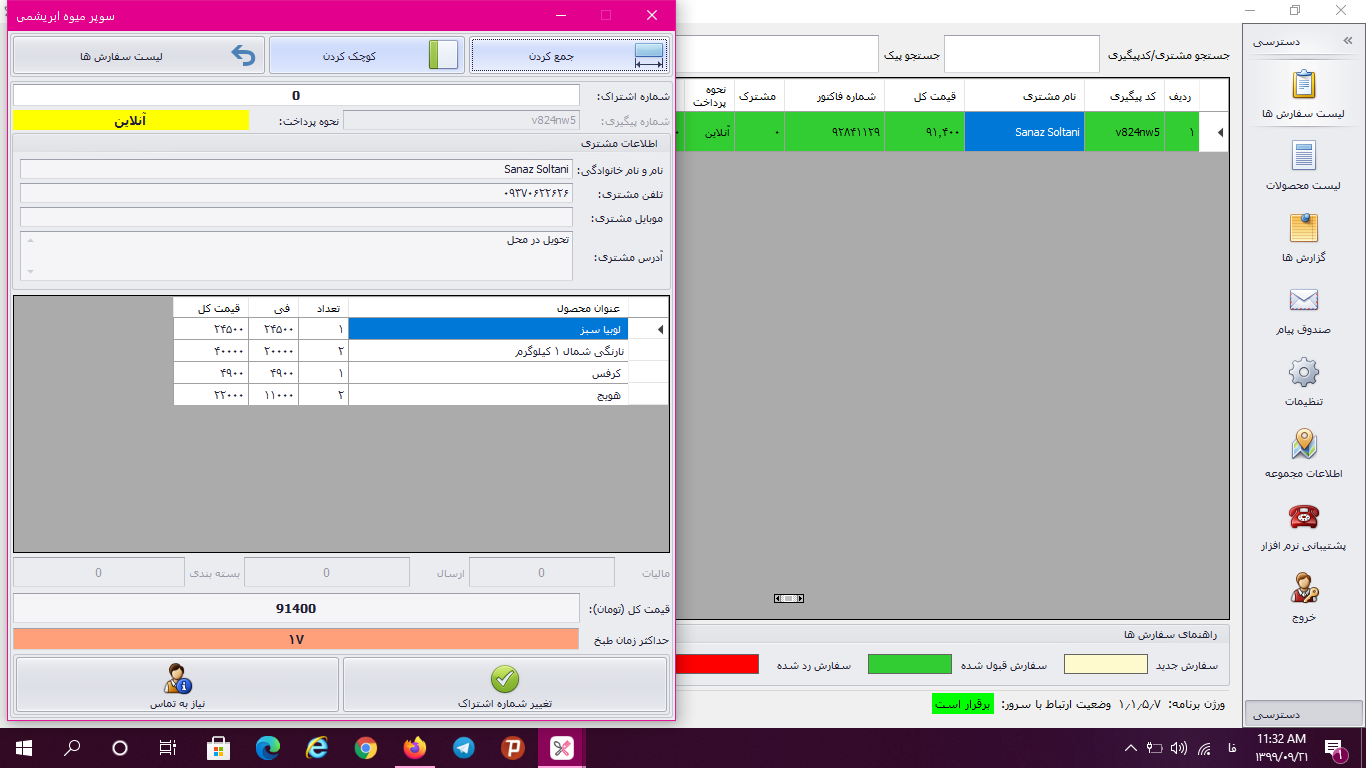 سوپر میوه ابریشمی
لیست سفارش ها
کوچک کردن
جمع کردن
شماره اشتراک:
0
شماره پیگیری:
v824nw5
نحوه پرداخت:
آنلاین
اطلاعات مشتری
نام و نام خانوادگی:
Sanaz Soltani
تلفن مشتری:
۰۹۳۷۰۶۲۲۶۲۶
موبایل مشتری:
آدرس مشتری:
تحویل در محل
عنوان محصول تعداد فی قیمت کل
لوبیا سبز ۱ ۲۴۵۰۰ ۲۴۵۰۰
نارنگی شمال ۱ کیلوگرم ۲ ۲۰۰۰۰ ۴۰۰۰۰
کرفس ۱ ۴۹۰۰ ۴۹۰۰
هویج ۲ ۱۱۰۰۰ ۲۲۰۰۰
مالیات 0 ارسال 0 بسته بندی 0
قیمت کل (تومان): 91400
حداکثر زمان طبخ ۱۷
تغییر شماره اشتراک
نیاز به تماس
جستجو مشتری/کدپیگیری
جستجو پیک
ردیف کد پیگیری نام مشتری قیمت کل شماره فاکتور مشترک نحوه پرداخت
۱ v824nw5 Sanaz Soltani ۹۱,۴۰۰ ۹۲۸۴۱۱۲۹ ۰ آنلاین
راهنمای سفارش ها
سفارش جدید
سفارش قبول شده
سفارش رد شده
ورژن برنامه: ۱٫۱٫۵٫۷ وضعیت ارتباط با سرور: برقرار است
دسترسی
لیست سفارش ها
لیست محصولات
گزارش ها
صندوق پیام
تنظیمات
اطلاعات مجموعه
پشتیبانی نرم افزار
خروج
دسترسی
فا
11:32 AM
۱۳۹۹/۰۹/۲۱
1